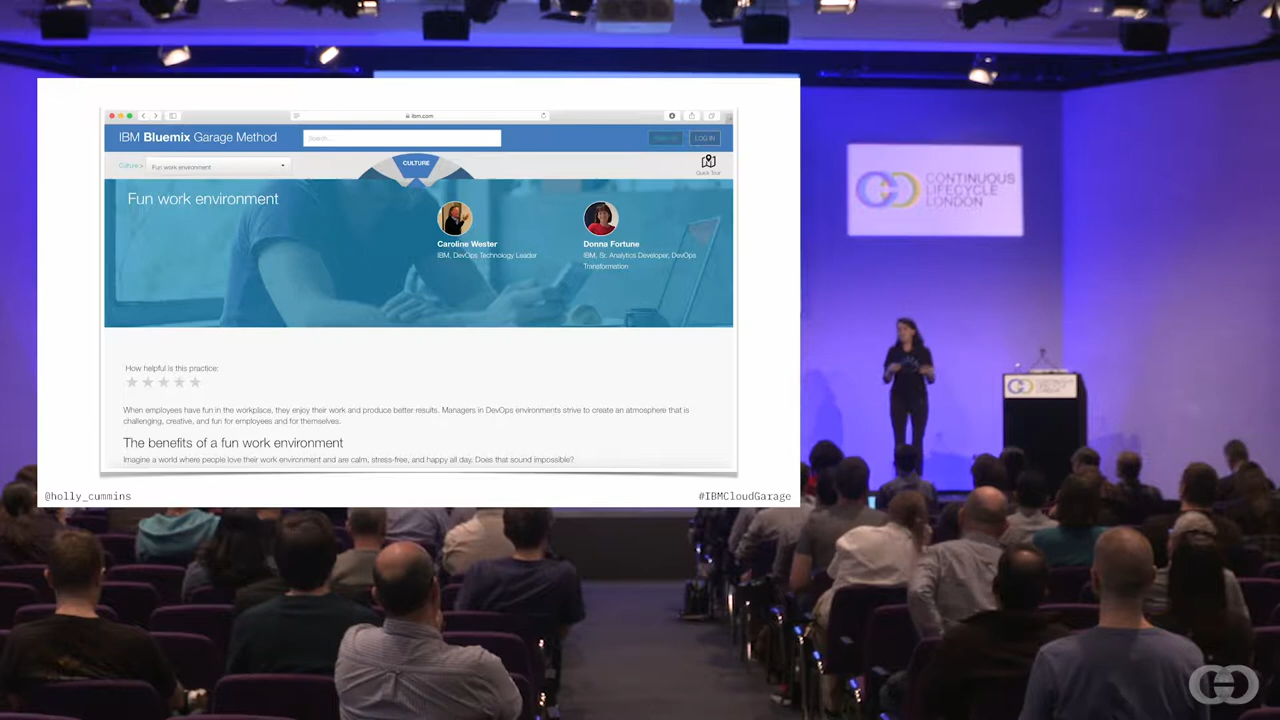 ibm.com
IBM Bluemix Garage Method
Search...
LOG IN
Culture >
Fun work environment
CULTURE
Quick Tour
Fun work environment
Caroline Wester
IBM, DevOps Technology Leader
Donna Fortune
IBM, Sr. Analytics Developer, DevOps
Transformation
How helpful is this practice:
When employees have fun in the workplace, they enjoy their work and produce better results. Managers in DevOps environments strive to create an atmosphere that is
challenging, creative, and fun for employees and for themselves.
The benefits of a fun work environment
Imagine a world where people love their work environment and are calm, stress-free, and happy all day. Does that sound impossible?
@holly_cummins
#IBMCloudGarage
CONTINUOUS
LIFECYCLE
LONDON